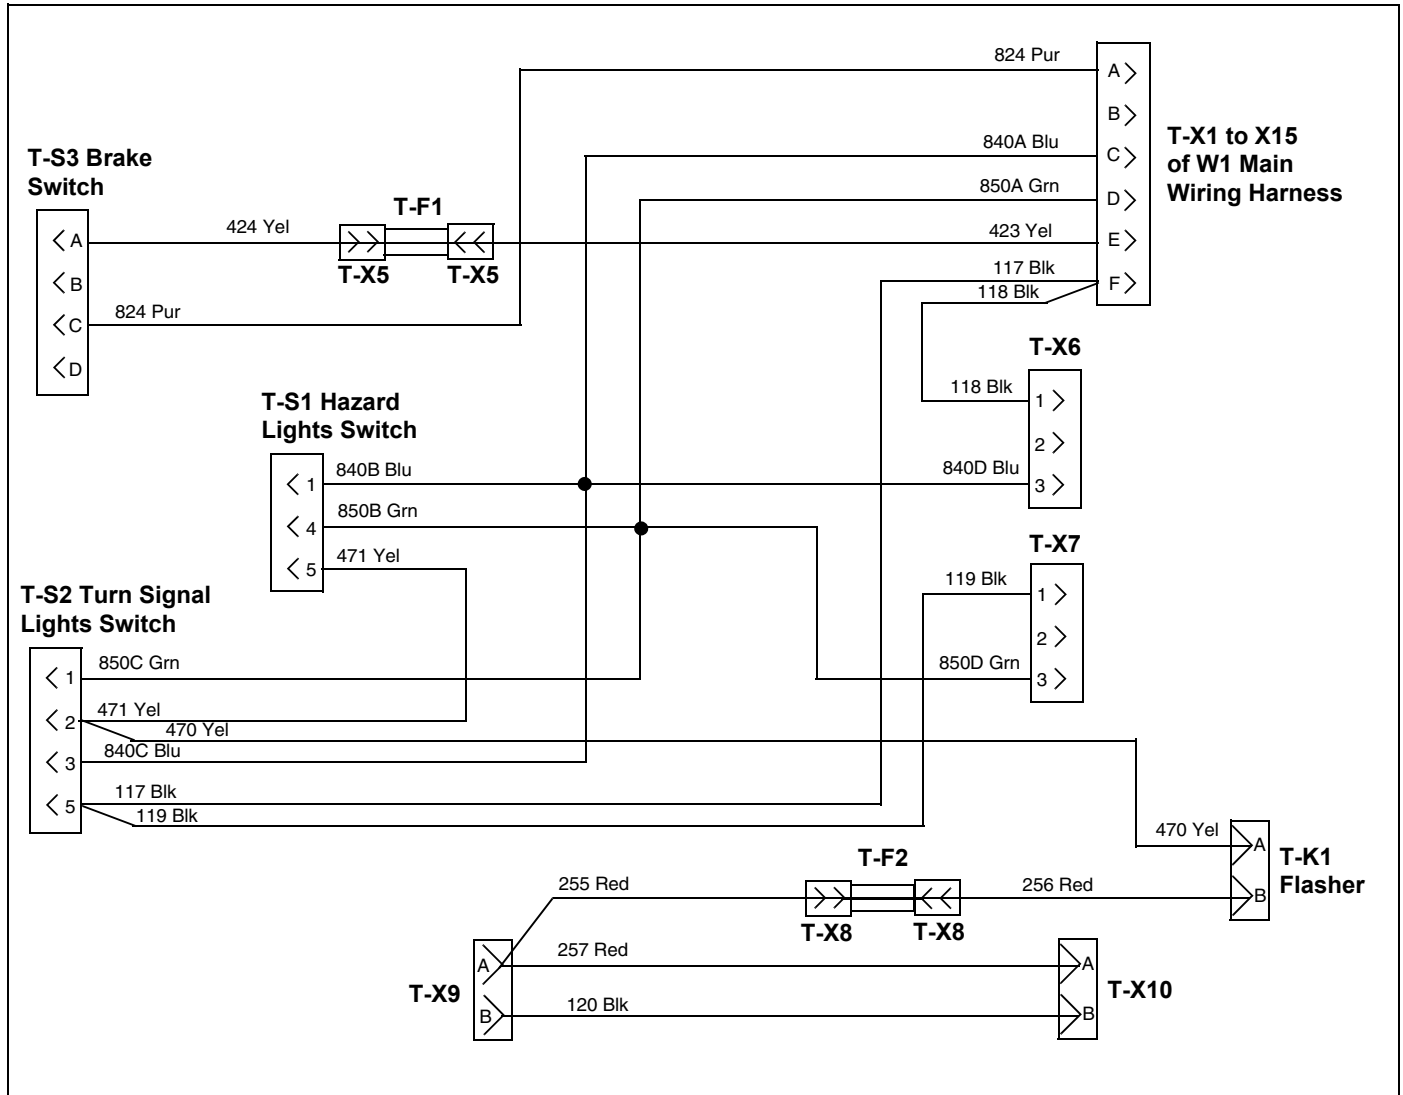 824 Pur
A
B
840A Blu
C
T-X1 to X15
of W1 Main
Wiring Harness
850A Grn
D
423 Yel
E
117 Blk
118 Blk
F
T-S3 Brake
Switch
A
B
C
D
424 Yel
T-F1
T-X5
T-X5
824 Pur
T-X6
118 Blk
1
2
840D Blu
3
T-S1 Hazard
Lights Switch
840B Blu
1
850B Grn
4
471 Yel
5
T-X7
119 Blk
1
2
850D Grn
3
T-S2 Turn Signal
Lights Switch
850C Grn
1
471 Yel
2
470 Yel
840C Blu
3
117 Blk
5
119 Blk
470 Yel
A
B
T-K1
Flasher
T-F2
255 Red
256 Red
T-X8
T-X8
257 Red
A
A
T-X9
T-X10
120 Blk
B
B